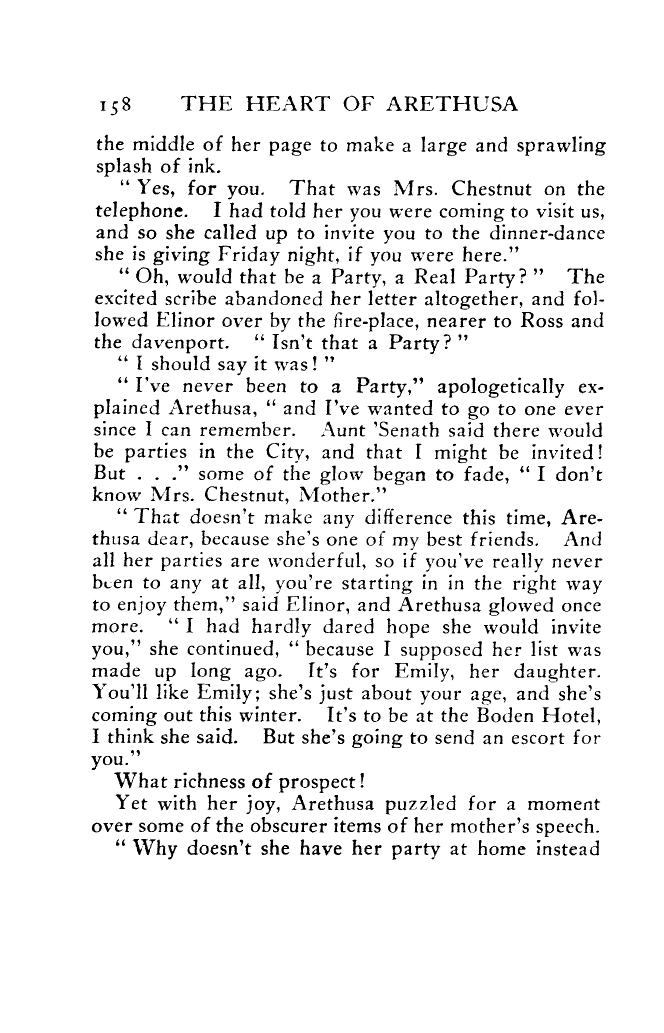 158 THE HEART OF ARETHUSA
the middle of her page to make a large and sprawling
splash of ink.
“ Yes, for you. That was Mrs. Chestnut on the
telephone. I had told her you were coming to visit us,
and so she called up to invite you to the dinner-dance
she is giving Friday night, if you were here.”
“ Oh, would that be a Party, a Real Party? ” The
excited scribe abandoned her letter altogether, and fol-
lowed Elinor over by the fire-place, nearer to Ross and
the davenport. “ Isn't that a Party? ”
“ I should say it was! ”
“ I've never been to a Party,” apologetically ex-
plained Arethusa, “ and I've wanted to go to one ever
since I can remember. Aunt 'Senath said there would
be parties in the City, and that I might be invited!
But . . .” some of the glow began to fade, “ I don't
know Mrs. Chestnut, Mother.”
“ That doesn't make any difference this time, Are-
thusa dear, because she's one of my best friends. And
all her parties are wonderful, so if you've really never
been to any at all, you're starting in in the right way
to enjoy them,” said Elinor, and Arethusa glowed once
more. “ I had hardly dared hope she would invite
you,” she continued, “ because I supposed her list was
made up long ago. It's for Emily, her daughter.
You'll like Emily; she's just about your age, and she's
coming out this winter. It's to be at the Boden Hotel,
I think she said. But she's going to send an escort for
you.”
What richness of prospect!
Yet with her joy, Arethusa puzzled for a moment
over some of the obscurer items of her mother's speech.
“ Why doesn't she have her party at home instead